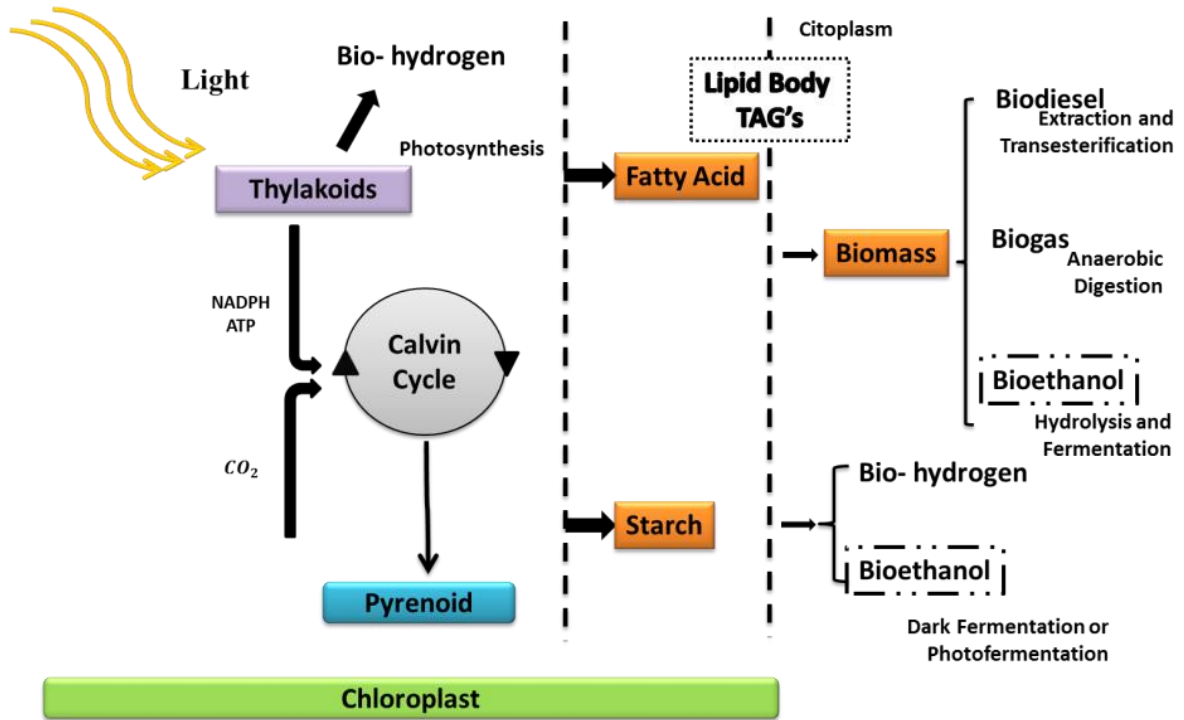 Citoplasm
Light
Bio- hydrogen
Photosynthesis
Thylakoids
Lipid Body
TAG's
Fatty Acid
Biodiesel
Extraction and
Transesterification
Biomass
Biogas
Anaerobic
Digestion
NADPH
ATP
Calvin
Cycle
Bioethanol
Hydrolysis and
Fermentation
CO₂
Bio- hydrogen
Starch
Bioethanol
Pyrenoid
Dark Fermentation or
Photofermentation
Chloroplast